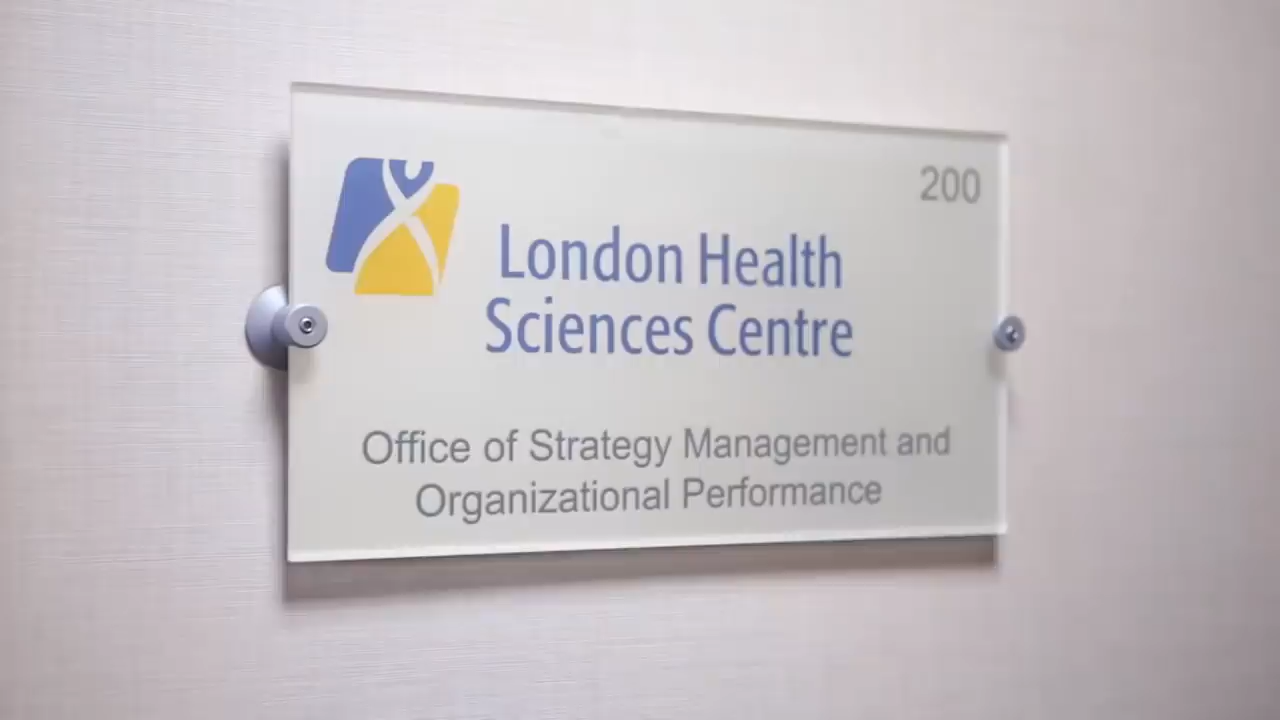 200
London Health
Sciences Centre
Office of Strategy Management and
Organizational Performance